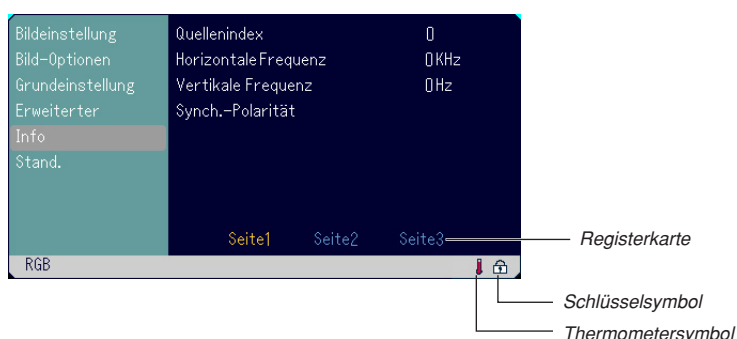 Bildeinstellung
Quellenindex 0
Bild-Optionen
Horizontale Frequenz 0 KHz
Grundeinstellung
Vertikale Frequenz 0 Hz
Erweiterter
Synch.-Polarität
Info
Stand.
Seite1 Seite2 Seite3
Registerkarte
RGB
Schlüsselsymbol
Thermometersymbol